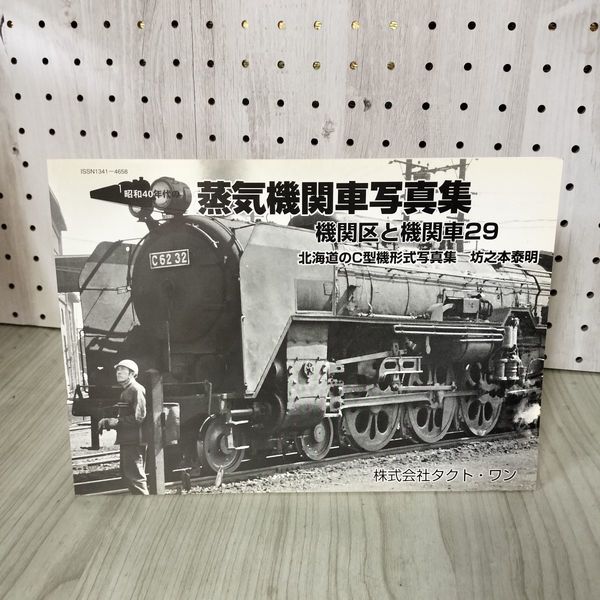 ISSN1341-4658
昭和40年代の
蒸気機関車写真集
機関区と機関車29
北海道のC型機形式写真集 坊之本泰明
C62 32
株式会社タクト・ワン